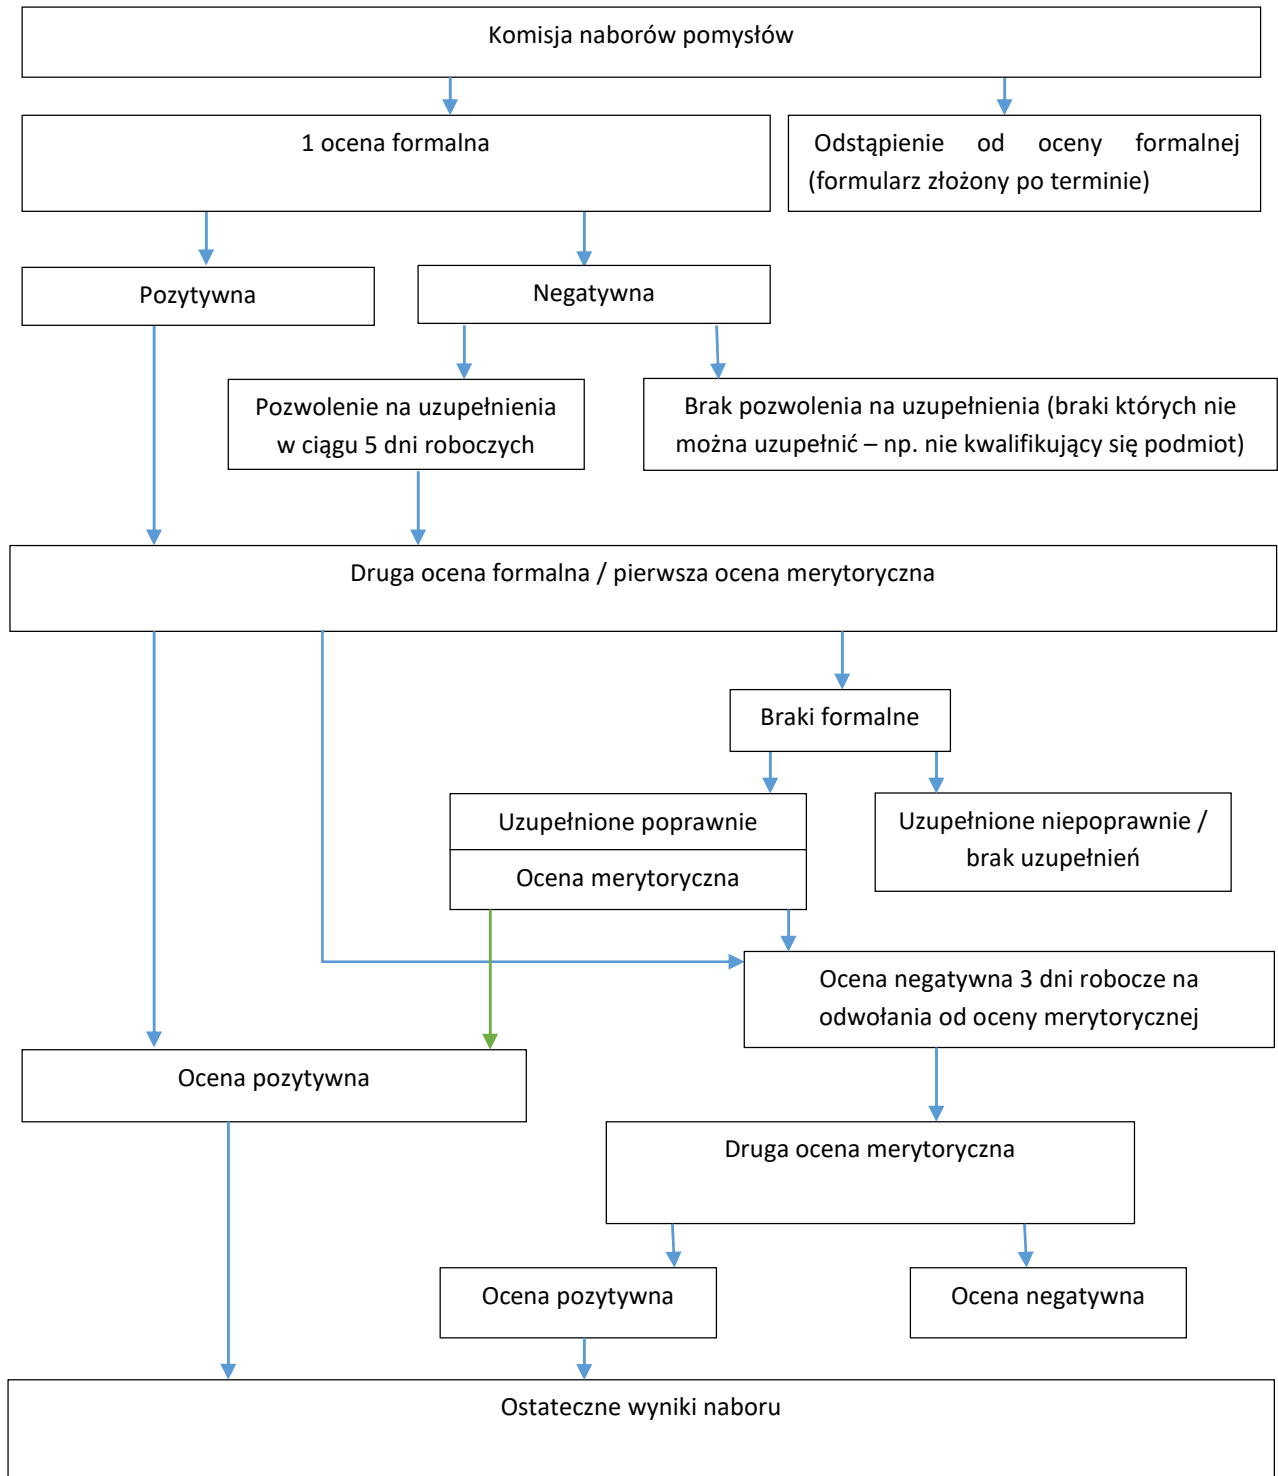 Komisja naborów pomysłów
1 ocena formalna
Odstąpienie od oceny formalnej
(formularz złożony po terminie)
Pozytywna
Negatywna
Pozwolenie na uzupełnienia
w ciągu 5 dni roboczych
Brak pozwolenia na uzupełnienia (braki których nie
można uzupełnić – np. nie kwalifikujący się podmiot)
Druga ocena formalna / pierwsza ocena merytoryczna
Braki formalne
Uzupełnione poprawnie
Ocena merytoryczna
Uzupełnione niepoprawnie /
brak uzupełnień
Ocena negatywna 3 dni robocze na
odwołania od oceny merytorycznej
Ocena pozytywna
Druga ocena merytoryczna
Ocena pozytywna
Ocena negatywna
Ostateczne wyniki naboru